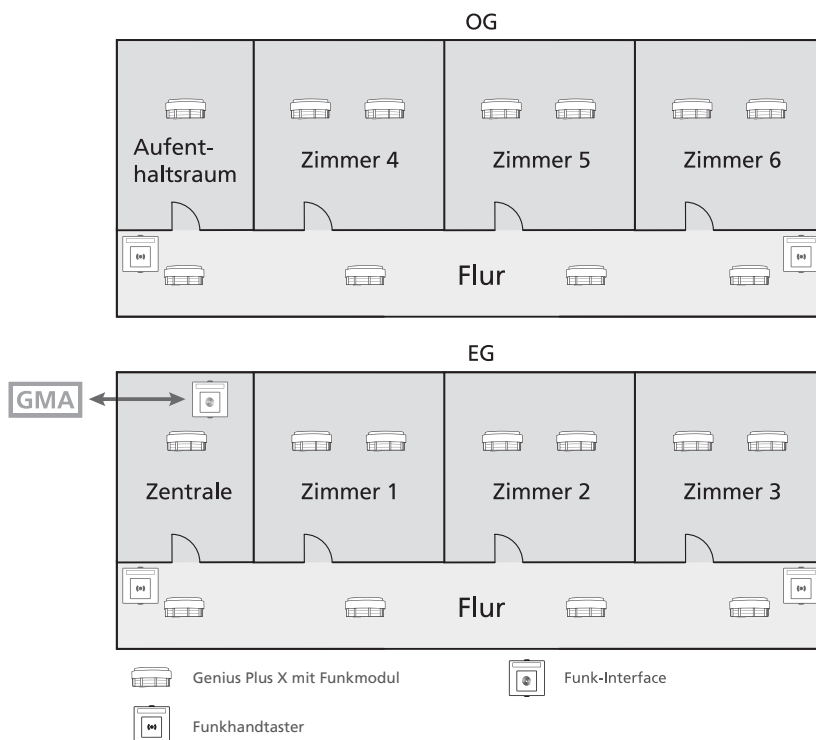 OG
Aufent-
haltsraum
Zimmer 4
Zimmer 5
Zimmer 6
Flur
EG
GMA
Zentrale
Zimmer 1
Zimmer 2
Zimmer 3
Flur
Genius Plus X mit Funkmodul
Funk-Interface
Funkhandtaster